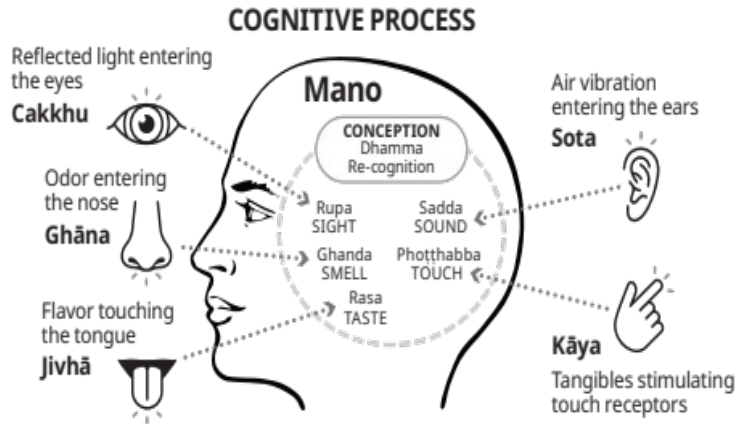 COGNITIVE PROCESS
Reflected light entering
the eyes
Cakkhu
Odor entering
the nose
Ghāna
Flavor touching
the tongue
Jivhā
Mano
CONCEPTION
Dhamma
Re-cognition
Rupa
SIGHT
Sadda
SOUND
Ghanda
SMELL
Photthabba
TOUCH
Rasa
TASTE
Air vibration
entering the ears
Sota
Kāya
Tangibles stimulating
touch receptors